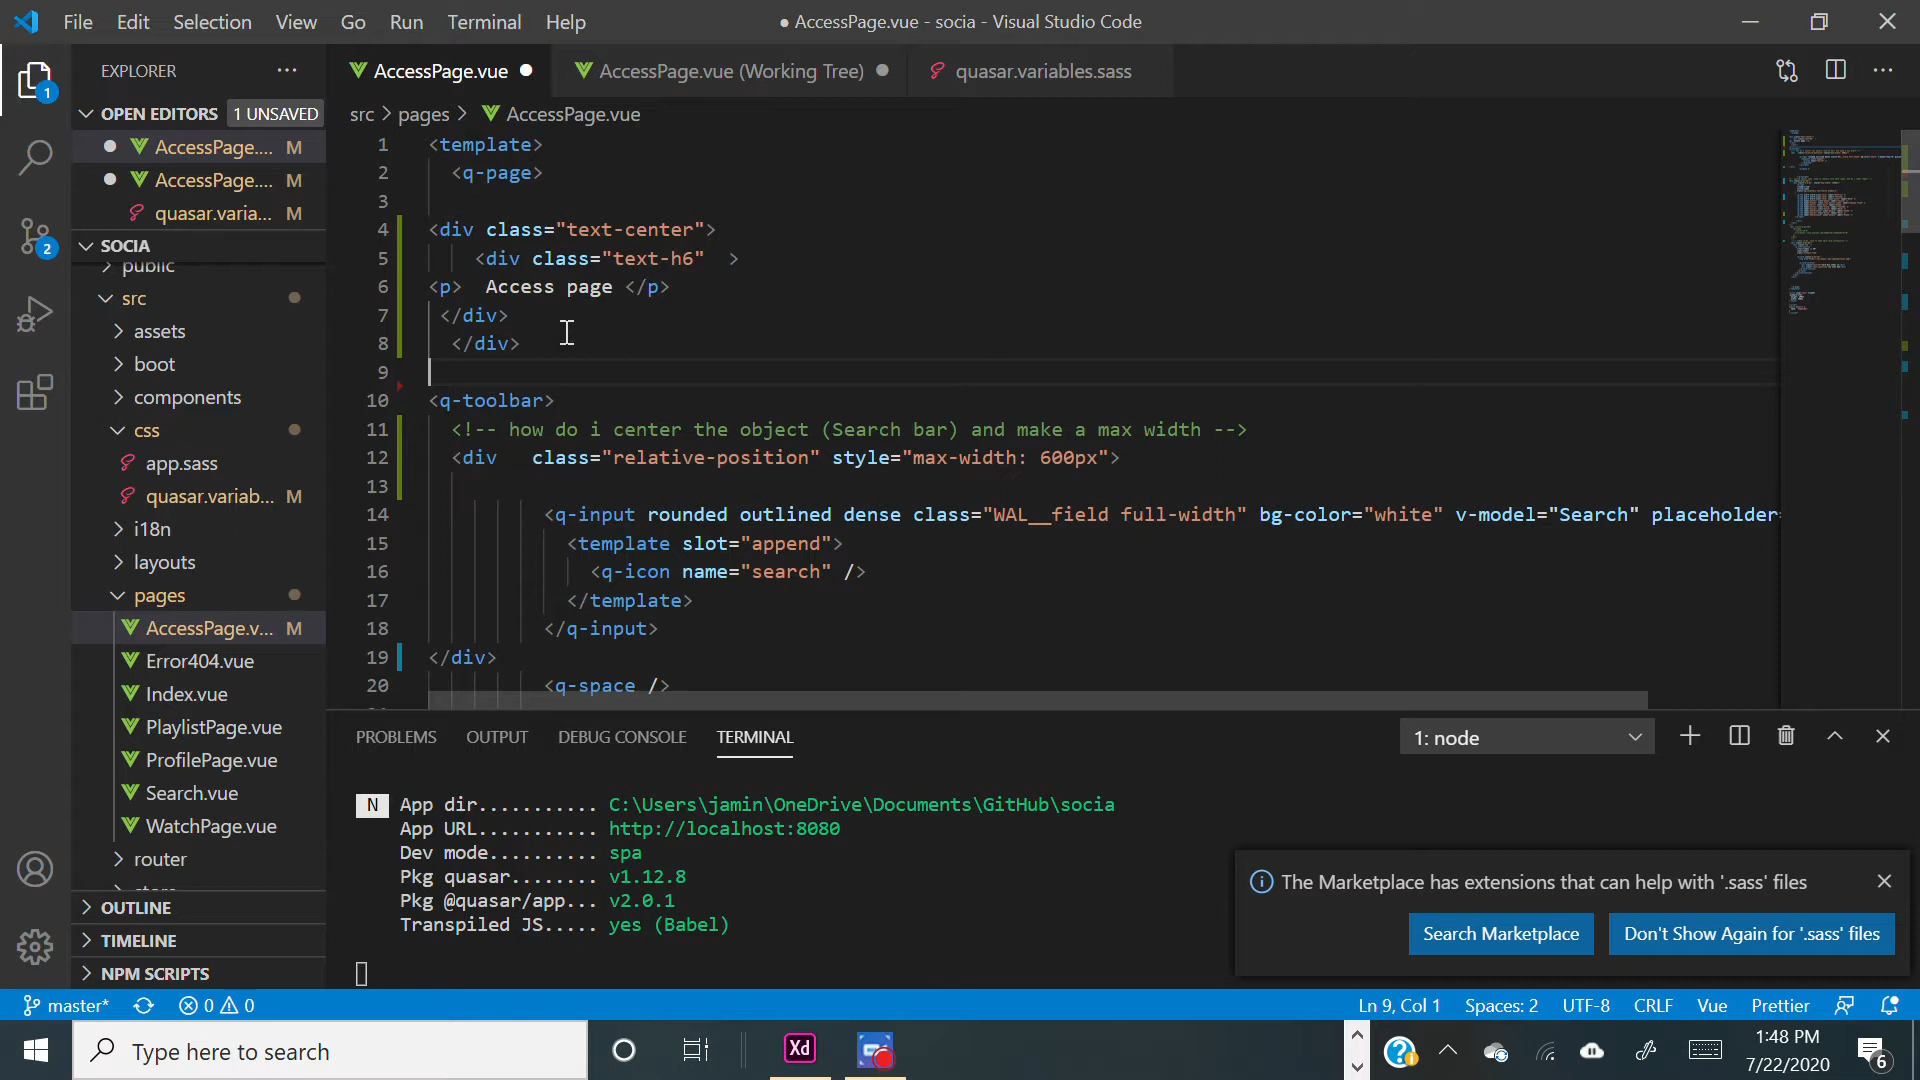 File Edit Selection View Go Run Terminal Help
● AccessPage.vue - socia - Visual Studio Code
EXPLORER ···
AccessPage.vue ●
AccessPage.vue (Working Tree) ●
quasar.variables.sass
OPEN EDITORS 1 UNSAVED
AccessPage.... M
AccessPage.... M
quasar.varia... M
SOCIA
public
src
assets
boot
components
css
app.sass
quasar.variab... M
i18n
layouts
pages
AccessPage.v... M
Error404.vue
Index.vue
PlaylistPage.vue
ProfilePage.vue
Search.vue
WatchPage.vue
router
OUTLINE
TIMELINE
NPM SCRIPTS
1
2
src > pages > AccessPage.vue
1 <template>
2 <q-page>
3
4 <div class="text-center">
5 <div class="text-h6" >
6 <p> Access page </p>
7 </div>
8 </div>
9
10 <q-toolbar>
11 <!-- how do i center the object (Search bar) and make a max width -->
12 <div class="relative-position" style="max-width: 600px">
13
14 <q-input rounded outlined dense class="WAL__field full-width" bg-color="white" v-model="Search" placeholder=
15 <template slot="append">
16 <q-icon name="search" />
17 </template>
18 </q-input>
19 </div>
20 <q-space />
PROBLEMS OUTPUT DEBUG CONSOLE TERMINAL
1: node
N App dir........... C:\Users\jamin\OneDrive\Documents\GitHub\socia
App URL........... http://localhost:8080
Dev mode.......... spa
Pkg quasar........ v1.12.8
Pkg @quasar/app... v2.0.1
Transpiled JS..... yes (Babel)
The Marketplace has extensions that can help with '.sass' files
Search Marketplace
Don't Show Again for '.sass' files
master* 0 0
Ln 9, Col 1 Spaces: 2 UTF-8 CRLF Vue Prettier
Type here to search
Xd
1:48 PM
7/22/2020
6